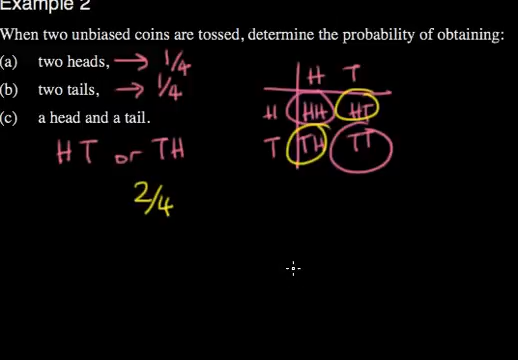 Example 2
When two unbiased coins are tossed, determine the probability of obtaining:
(a) two heads, → 1/4
(b) two tails, → 1/4
(c) a head and a tail.
HT or TH
2/4
H T
H HH HT
T TH TT